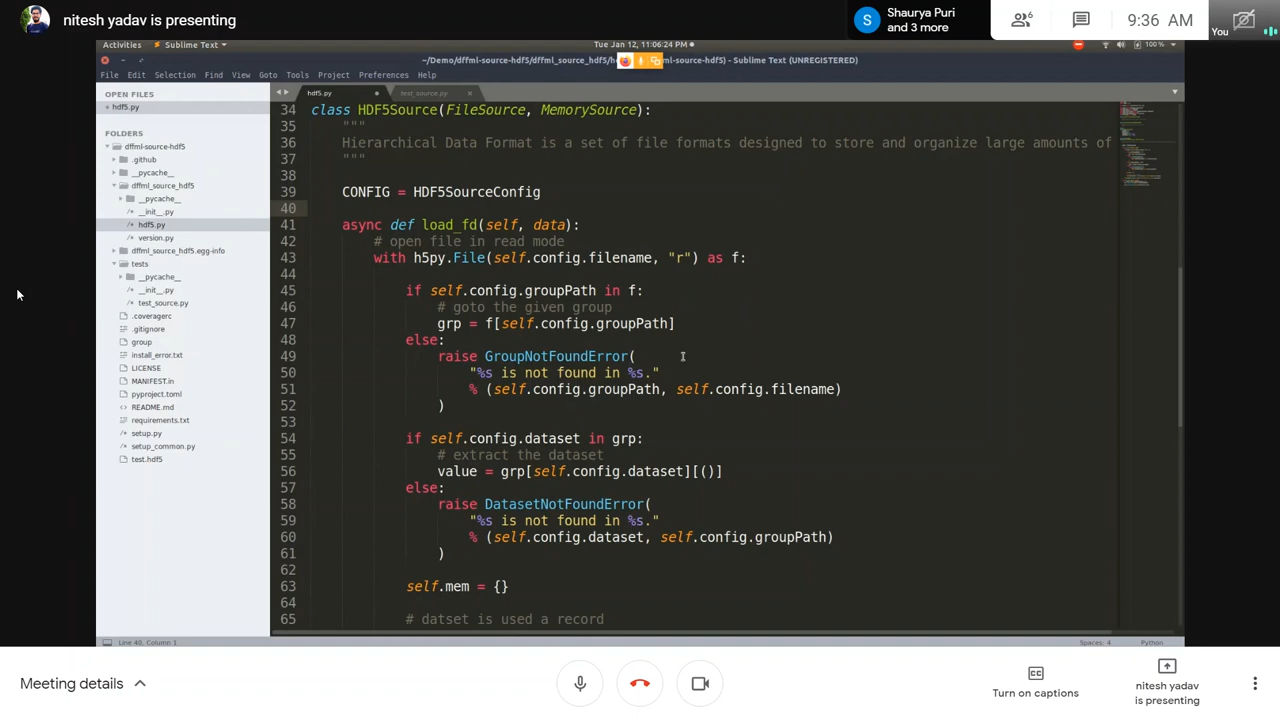 nitesh yadav is presenting
S
Shaurya Puri
and 3 more
6
9:36 AM
You
Activities
Sublime Text
Tue Jan 12, 11:06:24 PM
100%
~/Demo/dffml-source-hdf5/dffml_source_hdf5/h
ml-source-hdf5) - Sublime Text (UNREGISTERED)
File Edit Selection Find View Goto Tools Project Preferences Help
OPEN FILES
hdf5.py
FOLDERS
dffml-source-hdf5
.github
__pycache__
dffml_source_hdf5
__pycache__
__init__.py
hdf5.py
version.py
dffml_source_hdf5.egg-info
tests
__pycache__
__init__.py
test_source.py
.coveragerc
.gitignore
group
install_error.txt
LICENSE
MANIFEST.in
pyproject.toml
README.md
requirements.txt
setup.py
setup_common.py
test.hdf5
hdf5.py
test_source.py
34 class HDF5Source(FileSource, MemorySource):
35 """
36 Hierarchical Data Format is a set of file formats designed to store and organize large amounts of
37 """
38
39 CONFIG = HDF5SourceConfig
40
41 async def load_fd(self, data):
42 # open file in read mode
43 with h5py.File(self.config.filename, "r") as f:
44
45 if self.config.groupPath in f:
46 # goto the given group
47 grp = f[self.config.groupPath]
48 else:
49 raise GroupNotFoundError(
50 "%s is not found in %s."
51 % (self.config.groupPath, self.config.filename)
52 )
53
54 if self.config.dataset in grp:
55 # extract the dataset
56 value = grp[self.config.dataset][()]
57 else:
58 raise DatasetNotFoundError(
59 "%s is not found in %s."
60 % (self.config.dataset, self.config.groupPath)
61 )
62
63 self.mem = {}
64
65 # datset is used a record
Line 40, Column 1
Spaces: 4
Python
Meeting details
CC
Turn on captions
nitesh yadav
is presenting